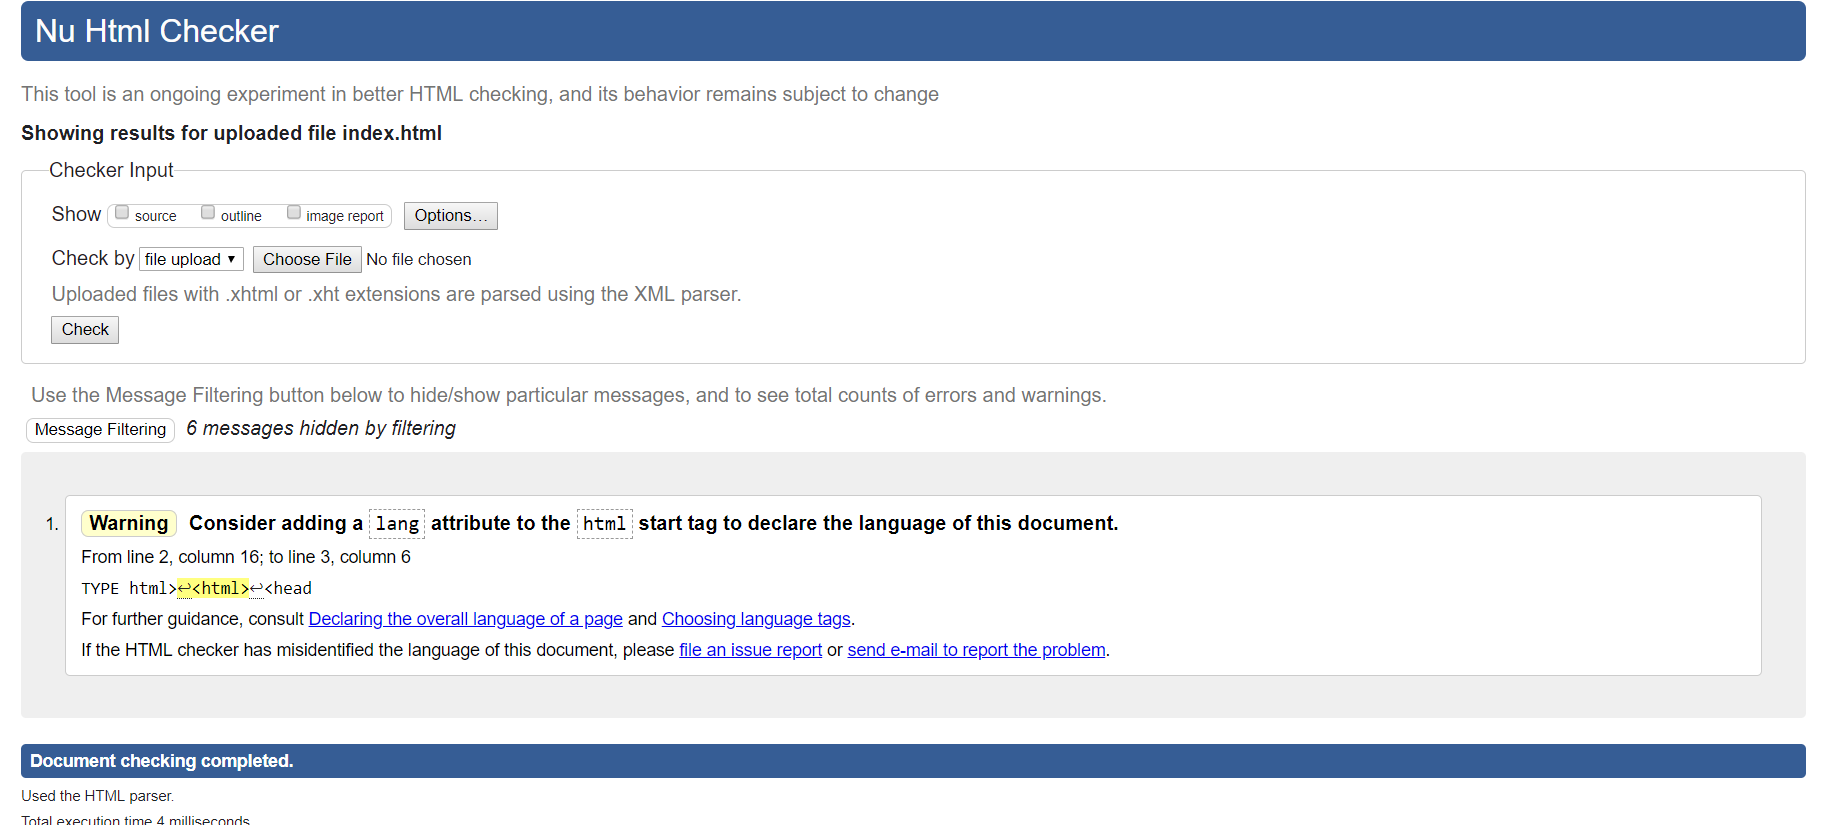 Nu Html Checker
This tool is an ongoing experiment in better HTML checking, and its behavior remains subject to change
Showing results for uploaded file index.html
Checker Input
Show source outline image report Options...
Check by file upload ▼ Choose File No file chosen
Uploaded files with .xhtml or .xht extensions are parsed using the XML parser.
Check
Use the Message Filtering button below to hide/show particular messages, and to see total counts of errors and warnings.
Message Filtering 6 messages hidden by filtering
1. Warning Consider adding a lang attribute to the html start tag to declare the language of this document.
From line 2, column 16; to line 3, column 6
TYPE html>↩<html>↩<head
For further guidance, consult Declaring the overall language of a page and Choosing language tags.
If the HTML checker has misidentified the language of this document, please file an issue report or send e-mail to report the problem.
Document checking completed.
Used the HTML parser.
Total execution time 4 milliseconds